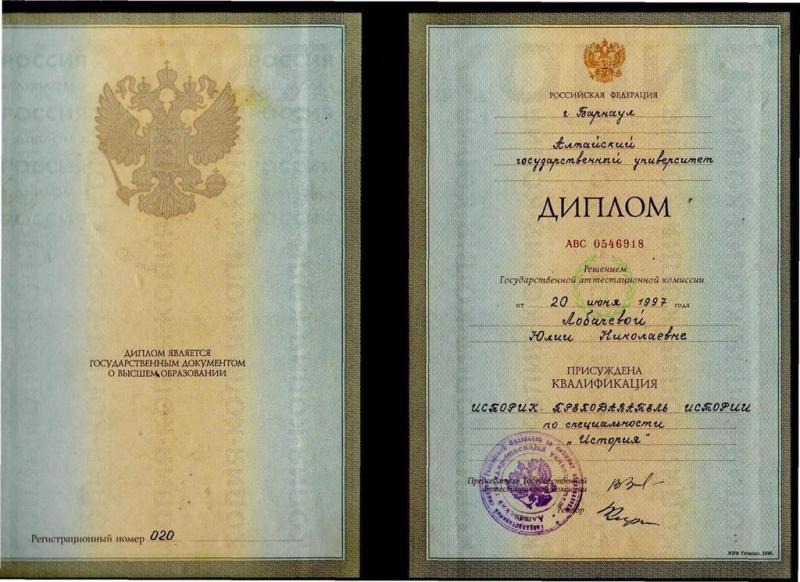 ДИПЛОМ ЯВЛЯЕТСЯ
ГОСУДАРСТВЕННЫМ ДОКУМЕНТОМ
О ВЫСШЕМ ОБРАЗОВАНИИ
Регистрационный номер 020
РОССИЙСКАЯ ФЕДЕРАЦИЯ
г. Барнаул
Алтайский
государственный университет
ДИПЛОМ
АВС 0546918
Решением
Государственной аттестационной комиссии
от 20 июня 1997 года
Лобачевой
Юлии Николаевне
ПРИСУЖДЕНА
КВАЛИФИКАЦИЯ
ИСТОРИК. ПРЕПОДАВАТЕЛЬ ИСТОРИИ
по специальности
„История"
Председатель Государственной
аттестационной комиссии
Ректор